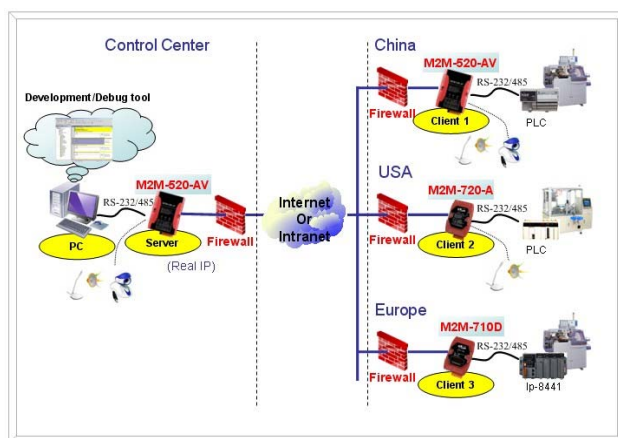 Control Center
China
M2M-520-AV
RS-232/485
Development/Debug tool
Firewall
Client 1
PLC
USA
M2M-520-AV
M2M-720-A
RS-232/485
RS-232/485
Internet
Or
Intranet
PC
Server
Firewall
Firewall
Client 2
PLC
(Real IP)
Europe
M2M-710D
RS-232/485
Firewall
Client 3
Ip-8441